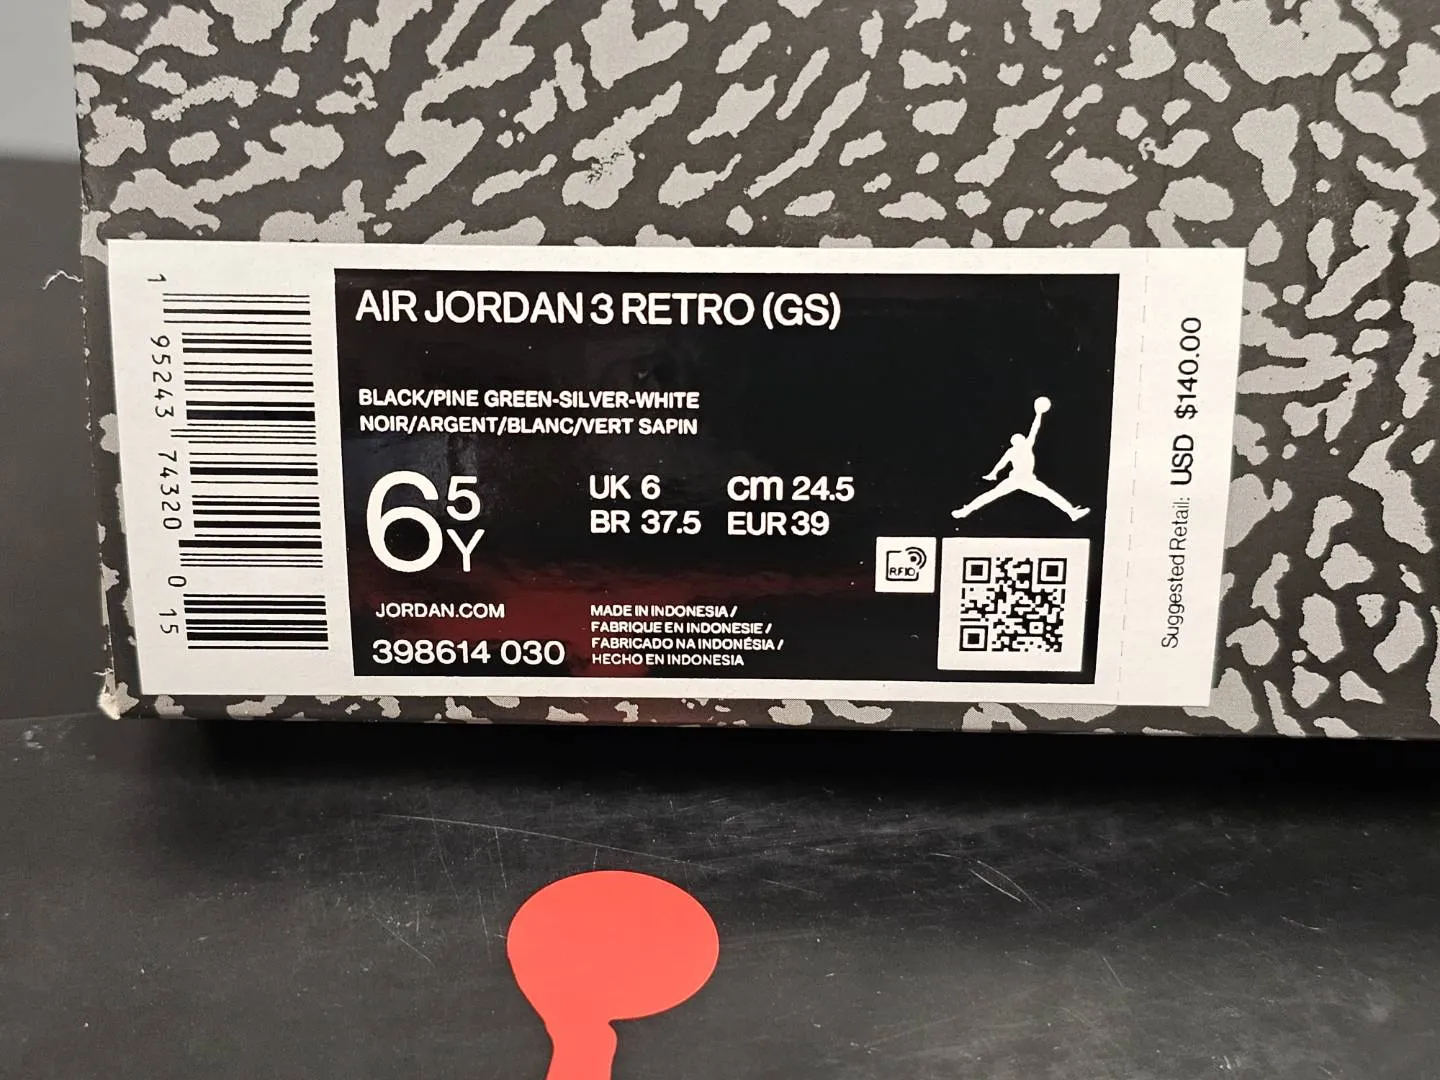 AIR JORDAN 3 RETRO (GS)
BLACK/PINE GREEN-SILVER-WHITE
NOIR/ARGENT/BLANC/VERT SAPIN
6 5 Y
UK 6 cm 24.5
BR 37.5 EUR 39
RFID
JORDAN.COM
398614 030
MADE IN INDONESIA /
FABRIQUE EN INDONESIE /
FABRICADO NA INDONÉSIA /
HECHO EN INDONESIA
1 95243 74320 0 15
Suggested Retail: USD $140.00